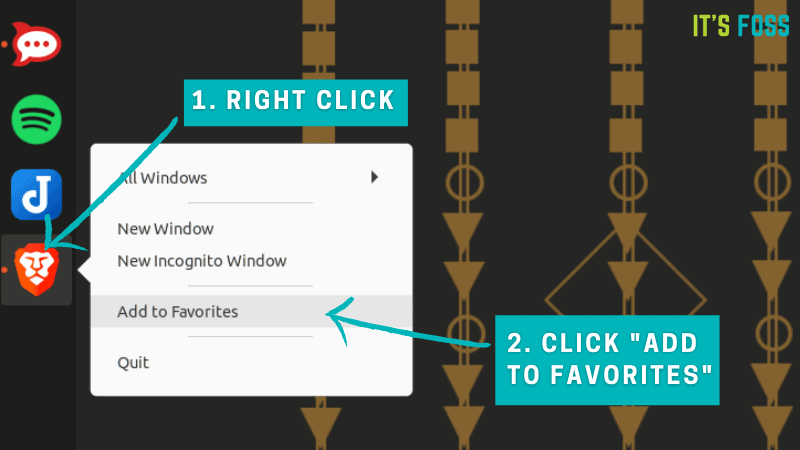 IT'S FOSS
1. RIGHT CLICK
All Windows
New Window
New Incognito Window
Add to Favorites
2. CLICK "ADD
TO FAVORITES"
Quit